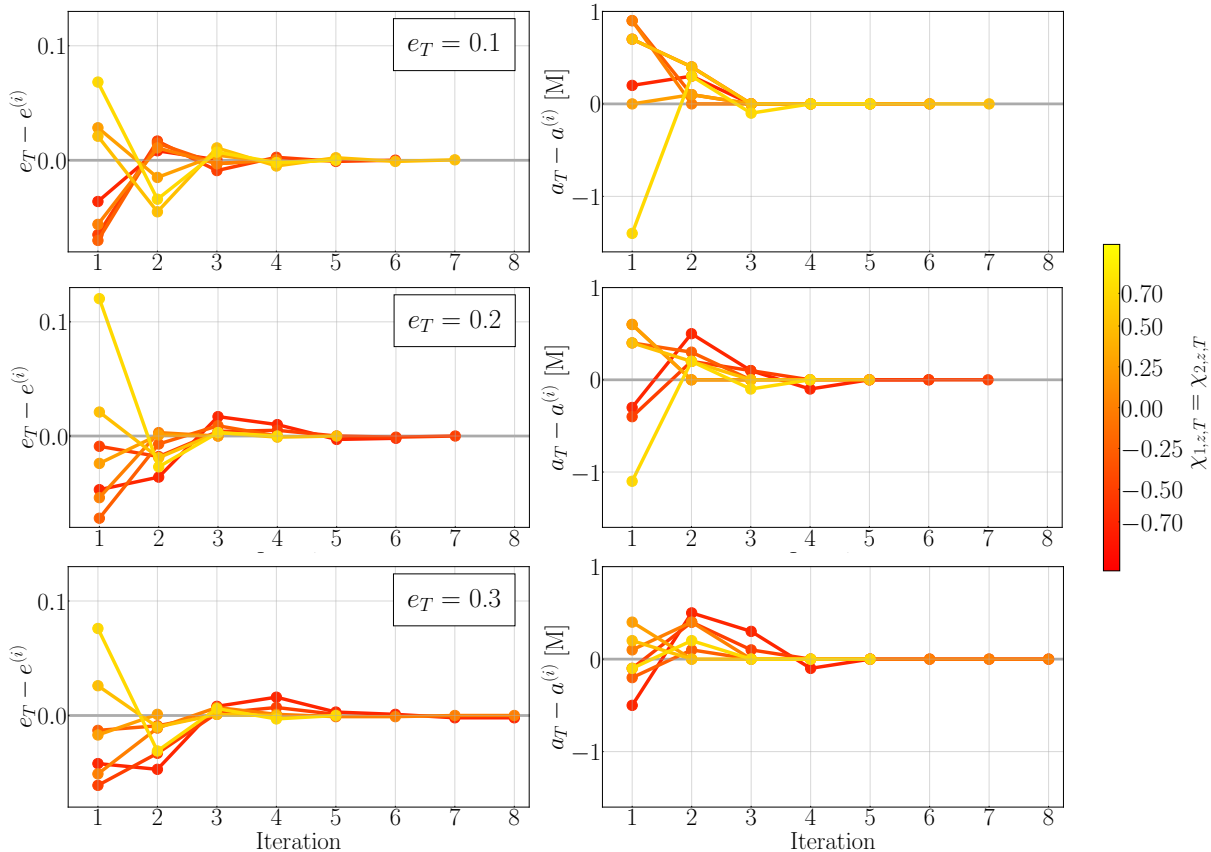 0.1
0.0
e_T − e^{(i)}
e_T = 0.1
1 2 3 4 5 6 7 8
1
0
−1
a_T − a^{(i)} [M]
1 2 3 4 5 6 7 8
0.1
0.0
e_T − e^{(i)}
e_T = 0.2
1 2 3 4 5 6 7 8
1
0
−1
a_T − a^{(i)} [M]
1 2 3 4 5 6 7 8
0.1
0.0
e_T − e^{(i)}
e_T = 0.3
1 2 3 4 5 6 7 8
Iteration
1
0
−1
a_T − a^{(i)} [M]
1 2 3 4 5 6 7 8
Iteration
0.70
0.50
0.25
0.00
−0.25
−0.50
−0.70
χ_{1,z,T} = χ_{2,z,T}